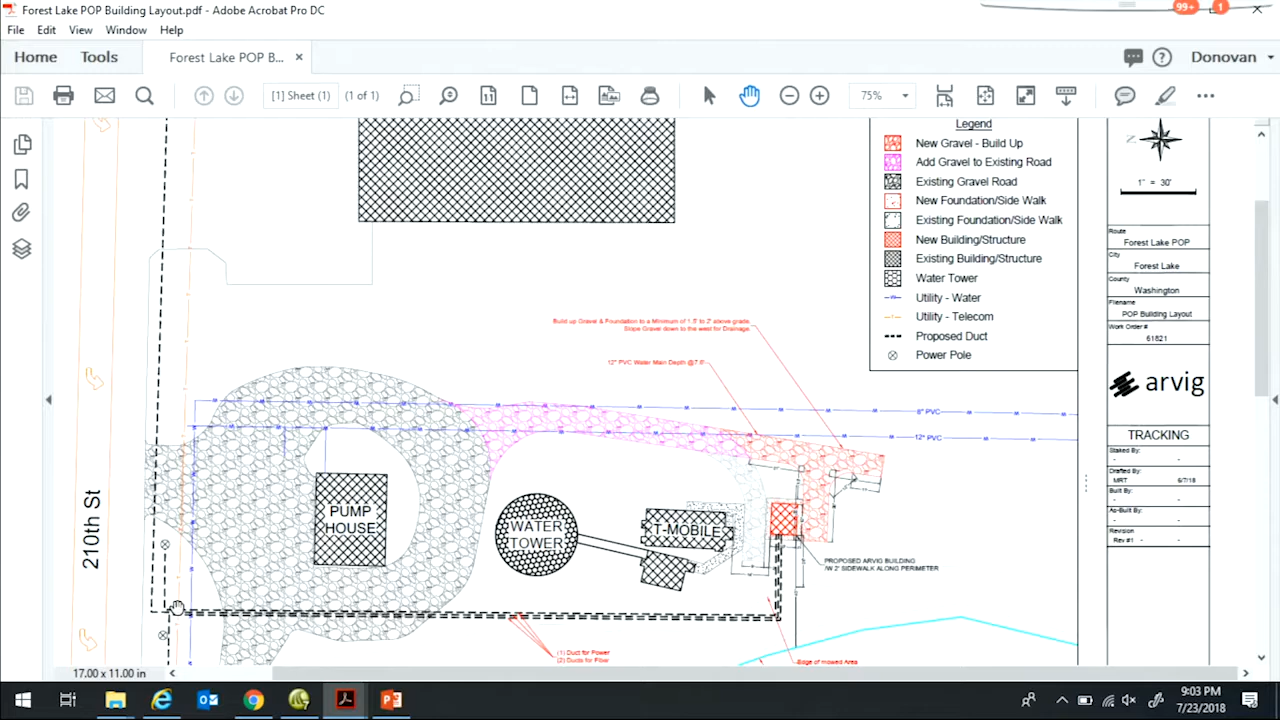 Forest Lake POP Building Layout.pdf - Adobe Acrobat Pro DC
99+
1
File Edit View Window Help
Home Tools Forest Lake POP B... × Donovan
[1] Sheet (1) (1 of 1) 75%
Legend
New Gravel - Build Up
Add Gravel to Existing Road
Existing Gravel Road
New Foundation/Side Walk
Existing Foundation/Side Walk
New Building/Structure
Existing Building/Structure
Water Tower
Utility - Water
Utility - Telecom
Proposed Duct
Power Pole
N
1" = 30'
Route
Forest Lake POP
City
Forest Lake
County
Washington
Filename
POP Building Layout
Work Order #
61821
arvig
TRACKING
Staked By:
- -
Drafted By:
MRT 6/7/18
Built By:
- -
As-Built By:
- -
Revision
Rev #1 - -
Build up Gravel & Foundation to a Minimum of 1.5' to 2' above grade.
Slope Gravel down to the west for Drainage.
12" PVC Water Main Depth @7.8'
8" PVC
12" PVC
210th St
PUMP
HOUSE
WATER
TOWER
T-MOBILE
PROPOSED ARVIG BUILDING
/W 2' SIDEWALK ALONG PERIMETER
(1) Duct for Power
(2) Ducts for Fiber
Edge of mowed Area
17.00 x 11.00 in
9:03 PM
7/23/2018